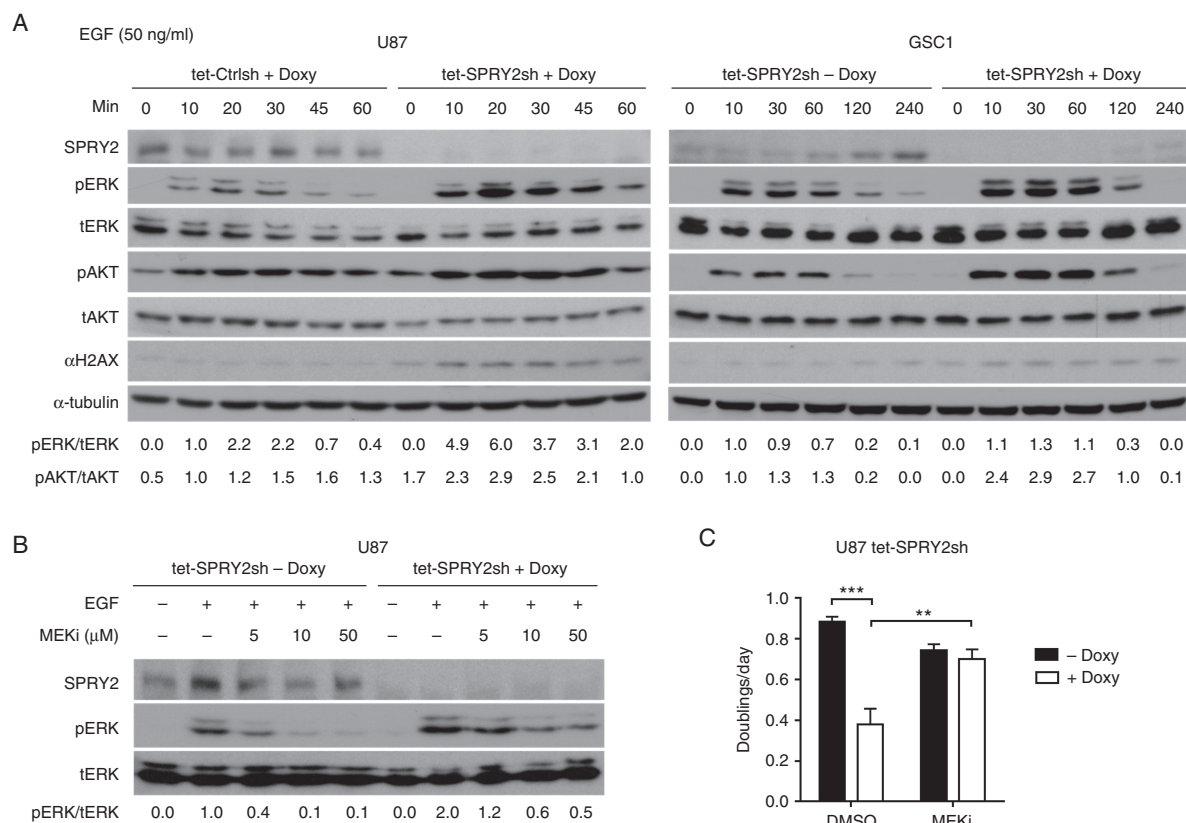 A
EGF (50 ng/ml)
U87
GSC1
tet-Ctrlsh + Doxy tet-SPRY2sh + Doxy tet-SPRY2sh – Doxy tet-SPRY2sh + Doxy
Min 0 10 20 30 45 60 0 10 20 30 45 60 0 10 30 60 120 240 0 10 30 60 120 240
SPRY2
pERK
tERK
pAKT
tAKT
αH2AX
α-tubulin
pERK/tERK 0.0 1.0 2.2 2.2 0.7 0.4 0.0 4.9 6.0 3.7 3.1 2.0 0.0 1.0 0.9 0.7 0.2 0.1 0.0 1.1 1.3 1.1 0.3 0.0
pAKT/tAKT 0.5 1.0 1.2 1.5 1.6 1.3 1.7 2.3 2.9 2.5 2.1 1.0 0.0 1.0 1.3 1.3 0.2 0.0 0.0 2.4 2.9 2.7 1.0 0.1
B
U87
tet-SPRY2sh – Doxy tet-SPRY2sh + Doxy
EGF – + + + + – + + + +
MEKi (μM) – – 5 10 50 – – 5 10 50
SPRY2
pERK
tERK
pERK/tERK 0.0 1.0 0.4 0.1 0.1 0.0 2.0 1.2 0.6 0.5
C
U87 tet-SPRY2sh
Doublings/day
1.0
0.8
0.6
0.4
0.2
0.0
***
**
– Doxy
+ Doxy
DMSO MEKi